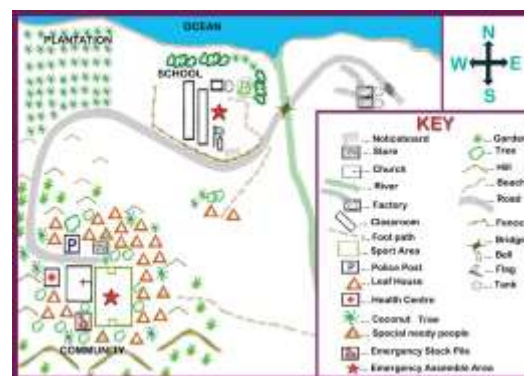 OCEAN
PLANTATION
SCHOOL
COMMUNITY
P
N
W E
S
KEY
Noticeboard
Store
Church
River
Factory
Classroom
Foot path
Sport Area
P Police Post
Leaf House
Health Centre
Coconut Tree
Special needy people
Emergency Stock Pile
Emergency Assemble Area
Garden
Tree
Hill
Beach
Road
Fence
Bridge
Bell
Flag
Tank